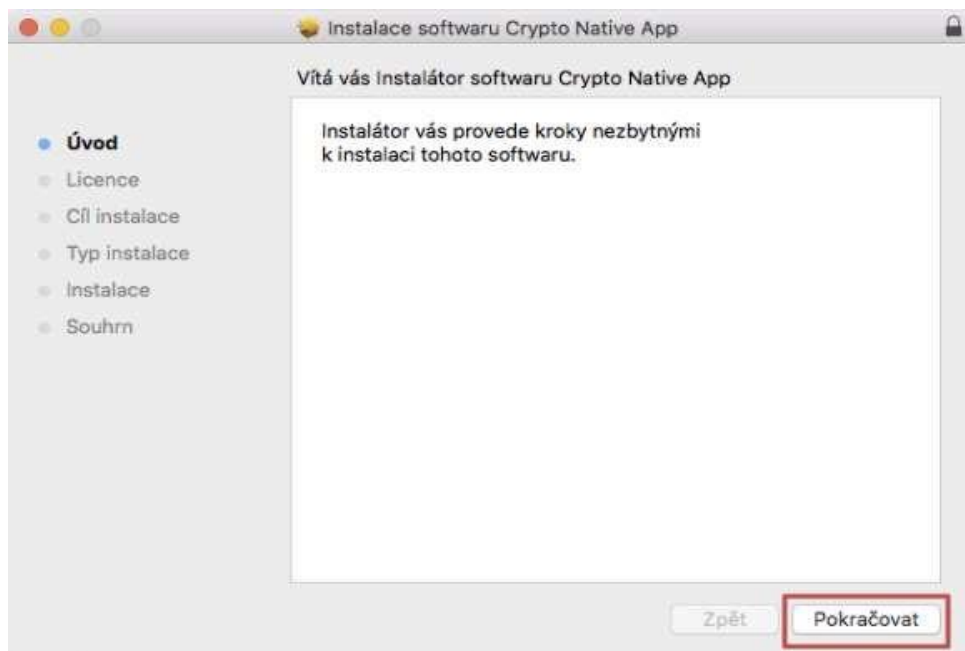 Instalace softwaru Crypto Native App
Vítá vás Instalátor softwaru Crypto Native App
Instalátor vás provede kroky nezbytnými
k instalaci tohoto softwaru.
Úvod
Licence
Cíl instalace
Typ instalace
Instalace
Souhrn
Zpět
Pokračovat